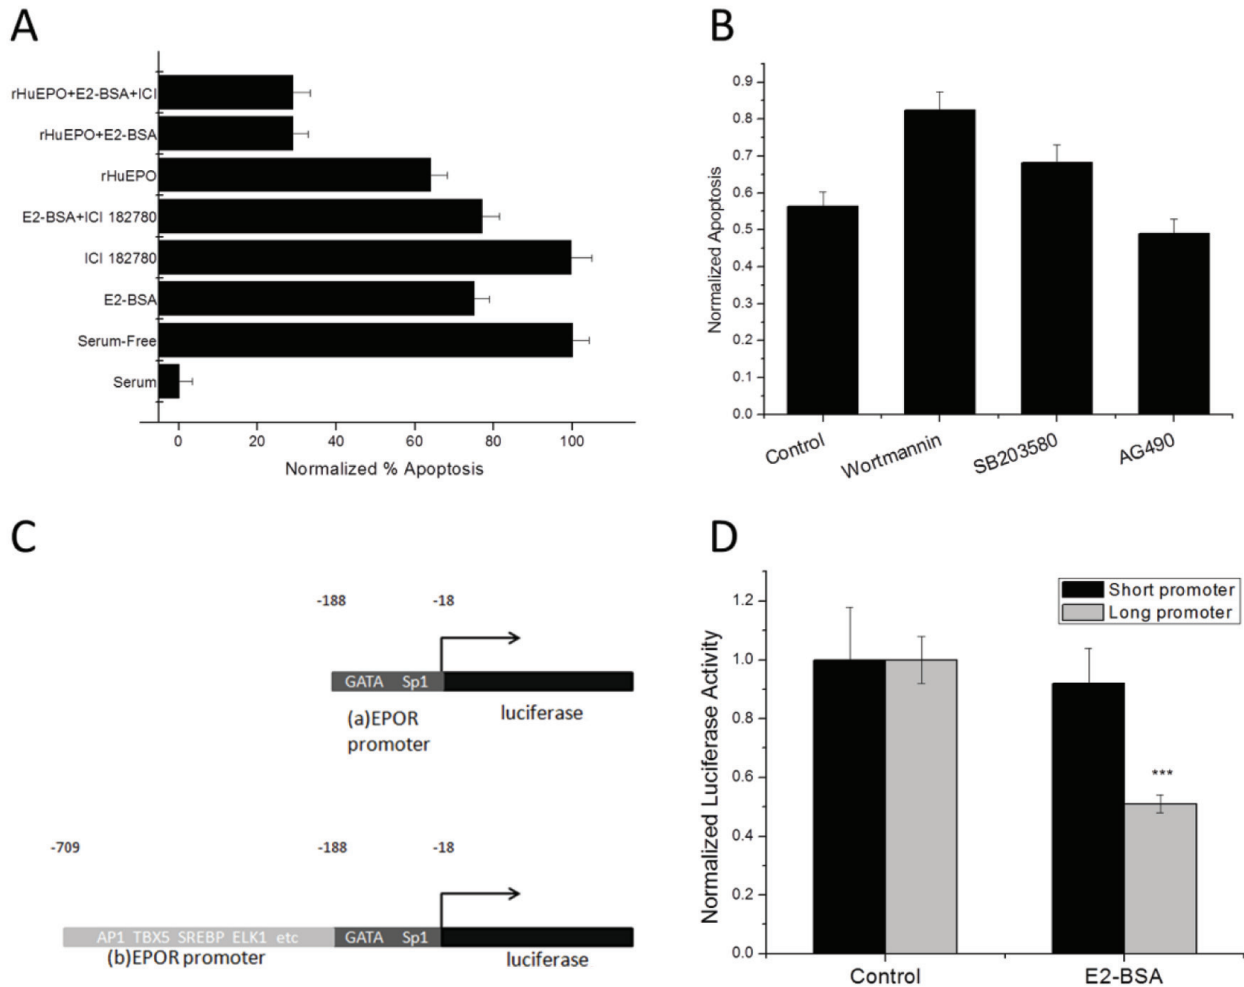 A
rHuEPO+E2-BSA+ICI
rHuEPO+E2-BSA
rHuEPO
E2-BSA+ICI 182780
ICI 182780
E2-BSA
Serum-Free
Serum
0 20 40 60 80 100
Normalized % Apoptosis
B
Normalized Apoptosis
0.9
0.8
0.7
0.6
0.5
0.4
0.3
0.2
0.1
0.0
Control Wortmannin SB203580 AG490
C
-188 -18
GATA Sp1
(a)EPOR
promoter
luciferase
-709 -188 -18
AP1 TBX5 SREBP ELK1 etc GATA Sp1
(b)EPOR promoter luciferase
D
Normalized Luciferase Activity
1.2
1.0
0.8
0.6
0.4
0.2
0.0
Short promoter
Long promoter
***
Control E2-BSA